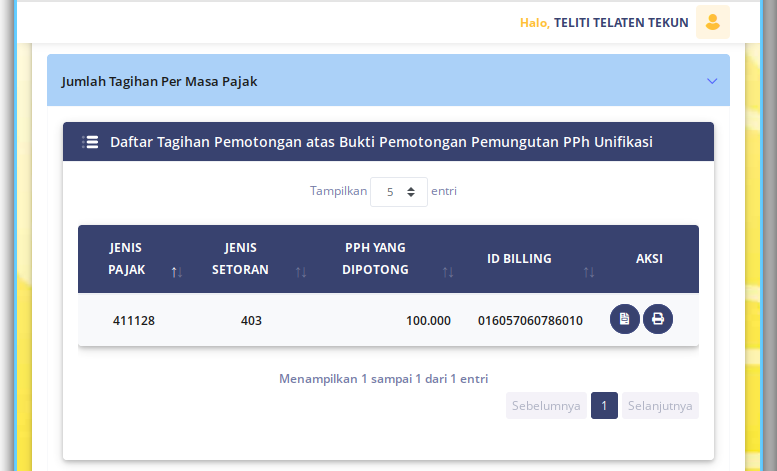 Halo, TELITI TELATEN TEKUN
Jumlah Tagihan Per Masa Pajak
Daftar Tagihan Pemotongan atas Bukti Pemotongan Pemungutan PPh Unifikasi
Tampilkan 5 entri
JENIS PAJAK JENIS SETORAN PPH YANG DIPOTONG ID BILLING AKSI
411128 403 100.000 016057060786010
Menampilkan 1 sampai 1 dari 1 entri
Sebelumnya 1 Selanjutnya